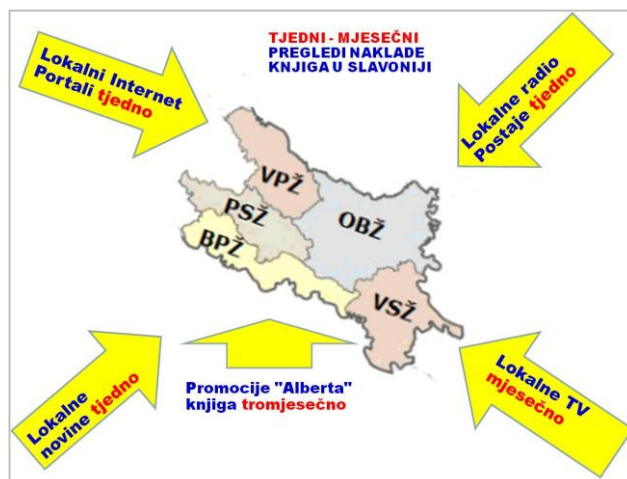 TJEDNI - MJESEČNI
PREGLEDI NAKLADE
KNJIGA U SLAVONIJI
Lokalni Internet
Portali tjedno
Lokalne radio
Postaje tjedno
VPŽ
PSŽ
OBŽ
BPŽ
VSŽ
Lokalne
novine tjedno
Promocije "Alberta"
knjiga tromjesečno
Lokalne TV
mjesečno